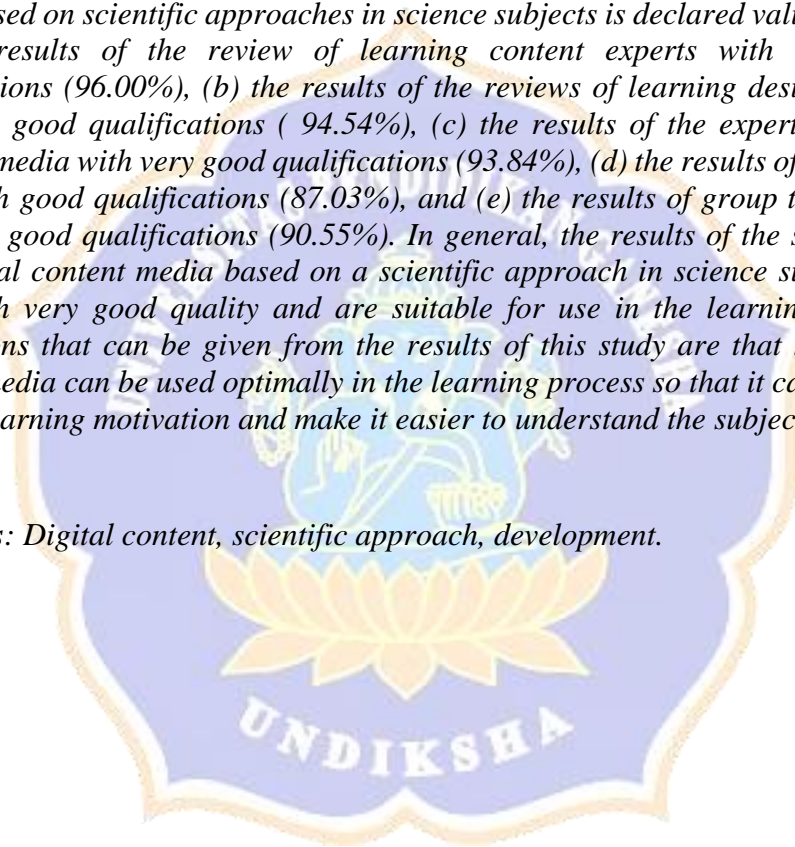 sed on scientific approaches in science subjects is declared vali
results of the review of learning content experts with
ions (96.00%), (b) the results of the reviews of learning desi
good qualifications ( 94.54%), (c) the results of the expert
media with very good qualifications (93.84%), (d) the results of
h good qualifications (87.03%), and (e) the results of group t
good qualifications (90.55%). In general, the results of the s
al content media based on a scientific approach in science su
h very good quality and are suitable for use in the learnin
ns that can be given from the results of this study are that
edia can be used optimally in the learning process so that it ca
arning motivation and make it easier to understand the subjec
s: Digital content, scientific approach, development.
UNIVERSITAS PENDIDIKAN GANESHA
UNDIKSHA